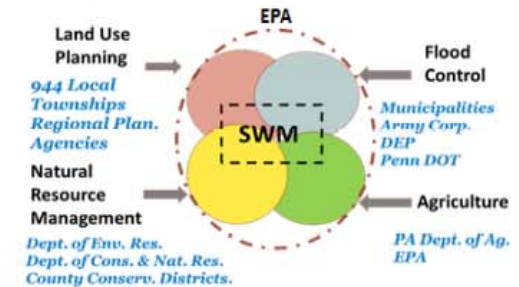 EPA
Land Use
Planning
944 Local
Townships
Regional Plan.
Agencies
Flood
Control
Municipalities
Army Corp.
DEP
Penn DOT
SWM
Natural
Resource
Management
Dept. of Env. Res.
Dept. of Cons. & Nat. Res.
County Conserv. Districts.
Agriculture
PA Dept. of Ag.
EPA